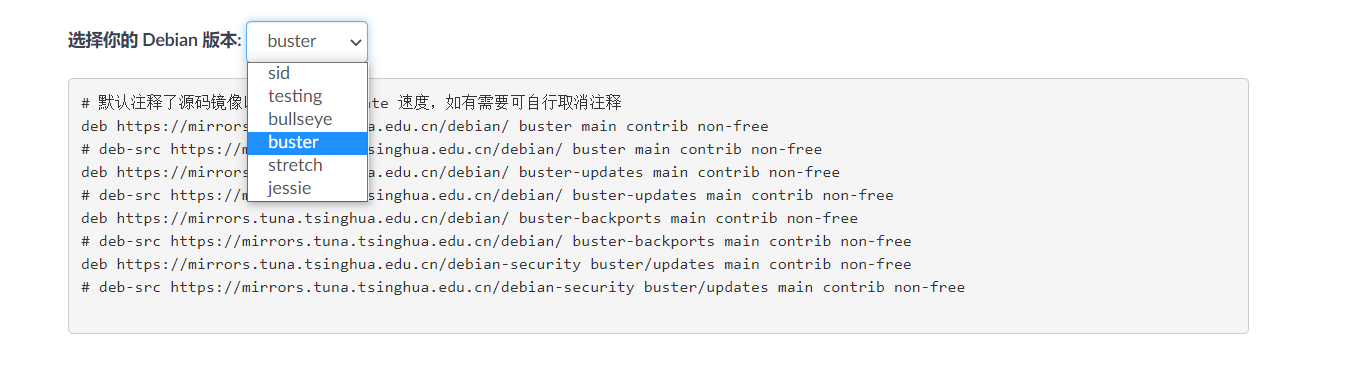 选择你的 Debian 版本:
buster
sid
testing
bullseye
buster
stretch
jessie
# 默认注释了源码镜像 速度，如有需要可自行取消注释
deb https://mirrors .edu.cn/debian/ buster main contrib non-free
# deb-src https:// singhua.edu.cn/debian/ buster main contrib non-free
deb https://mirrors .edu.cn/debian/ buster-updates main contrib non-free
# deb-src https:// singhua.edu.cn/debian/ buster-updates main contrib non-free
deb https://mirrors.tuna.tsinghua.edu.cn/debian/ buster-backports main contrib non-free
# deb-src https://mirrors.tuna.tsinghua.edu.cn/debian/ buster-backports main contrib non-free
deb https://mirrors.tuna.tsinghua.edu.cn/debian-security buster/updates main contrib non-free
# deb-src https://mirrors.tuna.tsinghua.edu.cn/debian-security buster/updates main contrib non-free